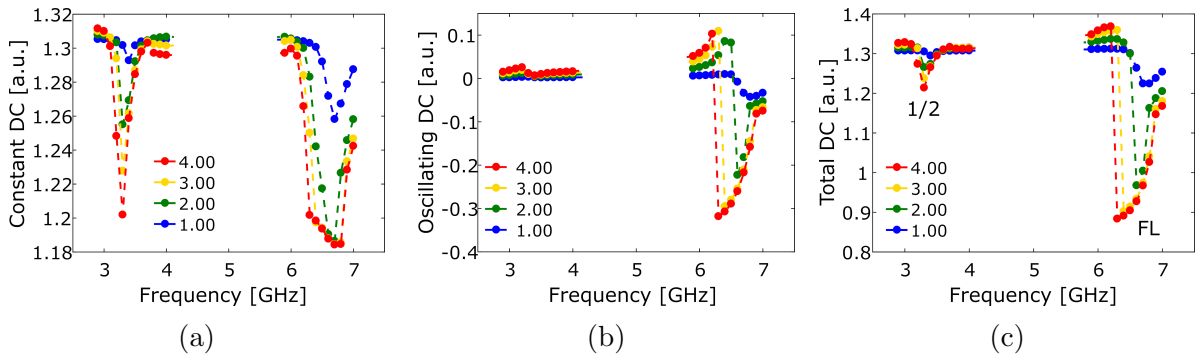 Constant DC [a.u.]
1.32
1.3
1.28
1.26
1.24
1.22
1.2
1.18
4.00
3.00
2.00
1.00
3 4 5 6 7
Frequency [GHz]
(a)
Oscillating DC [a.u.]
0.1
0
-0.1
-0.2
-0.3
-0.4
4.00
3.00
2.00
1.00
3 4 5 6 7
Frequency [GHz]
(b)
Total DC [a.u.]
1.4
1.3
1.2
1.1
1
0.9
0.8
1/2
4.00
3.00
2.00
1.00
FL
3 4 5 6 7
Frequency [GHz]
(c)